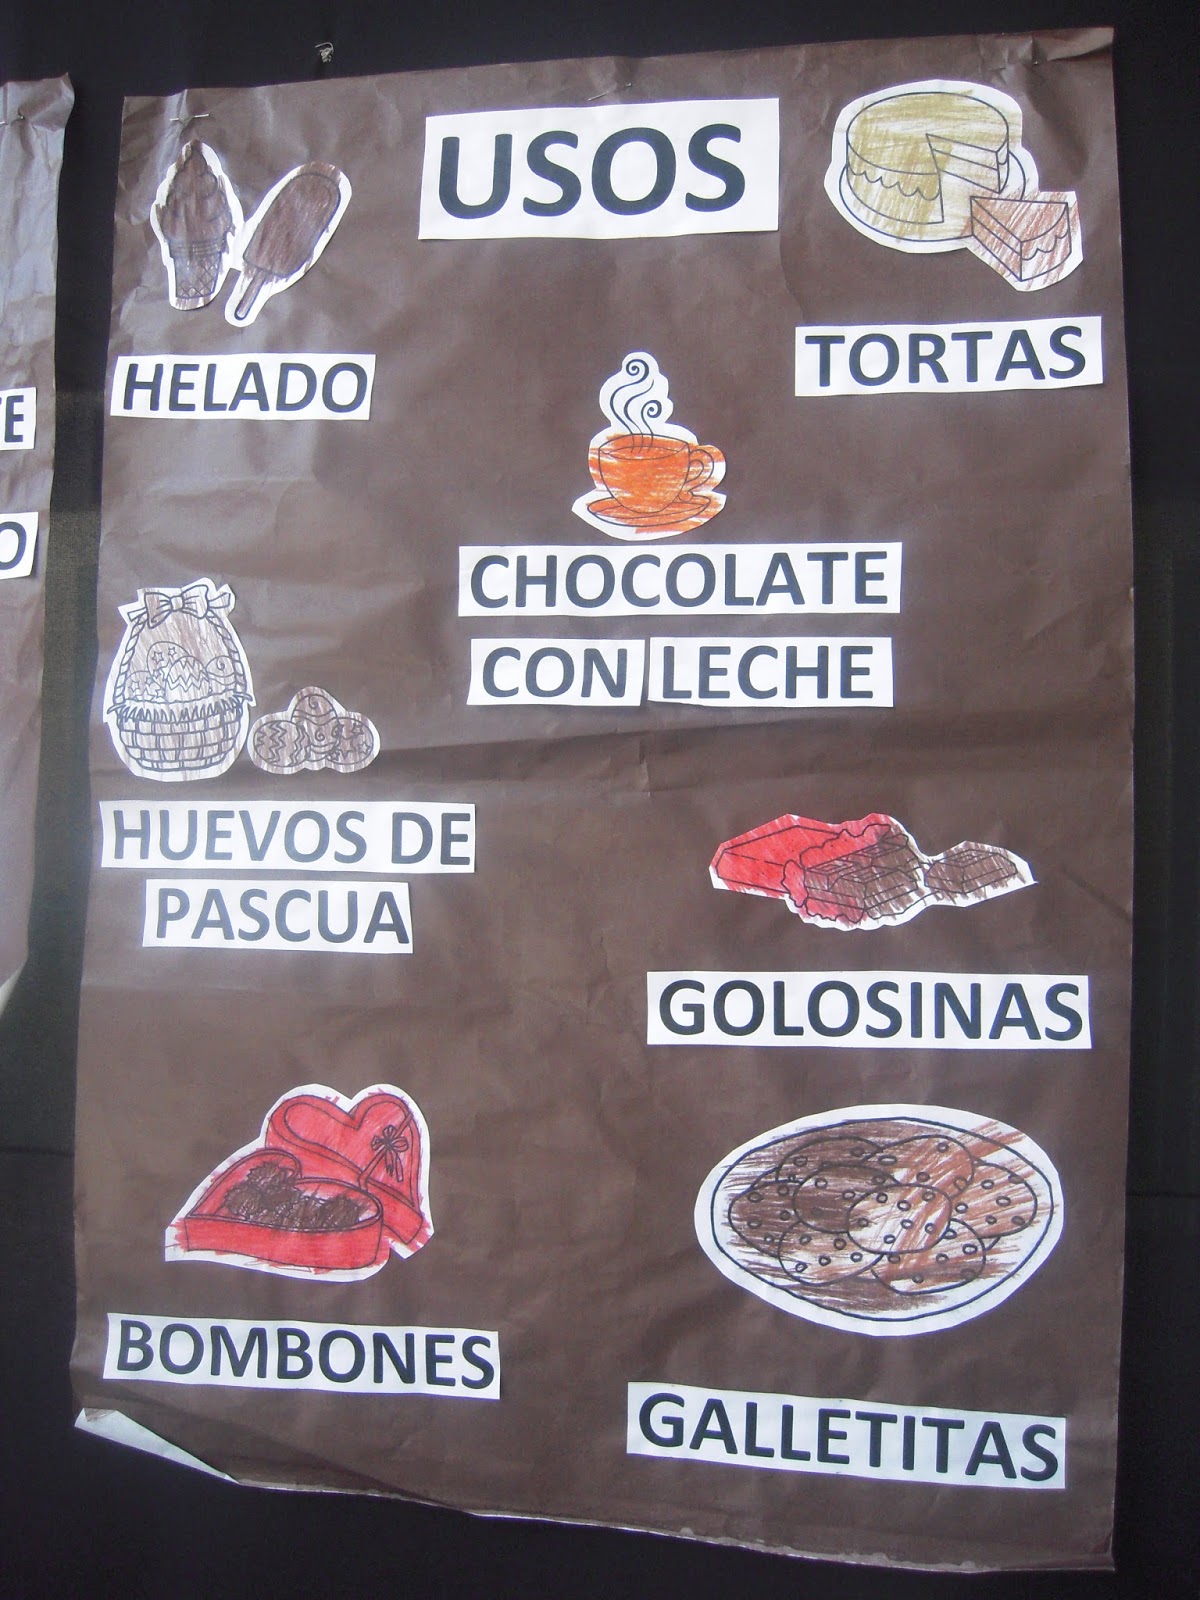 USOS
HELADO
TORTAS
CHOCOLATE
CON LECHE
HUEVOS DE
PASCUA
GOLOSINAS
BOMBONES
GALLETITAS